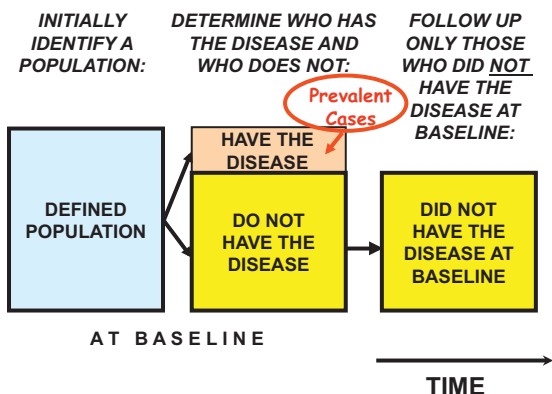 INITIALLY
IDENTIFY A
POPULATION:
DETERMINE WHO HAS
THE DISEASE AND
WHO DOES NOT:
FOLLOW UP
ONLY THOSE
WHO DID NOT
HAVE THE
DISEASE AT
BASELINE:
Prevalent
Cases
HAVE THE
DISEASE
DEFINED
POPULATION
DO NOT
HAVE THE
DISEASE
DID NOT
HAVE THE
DISEASE AT
BASELINE
AT BASELINE
TIME